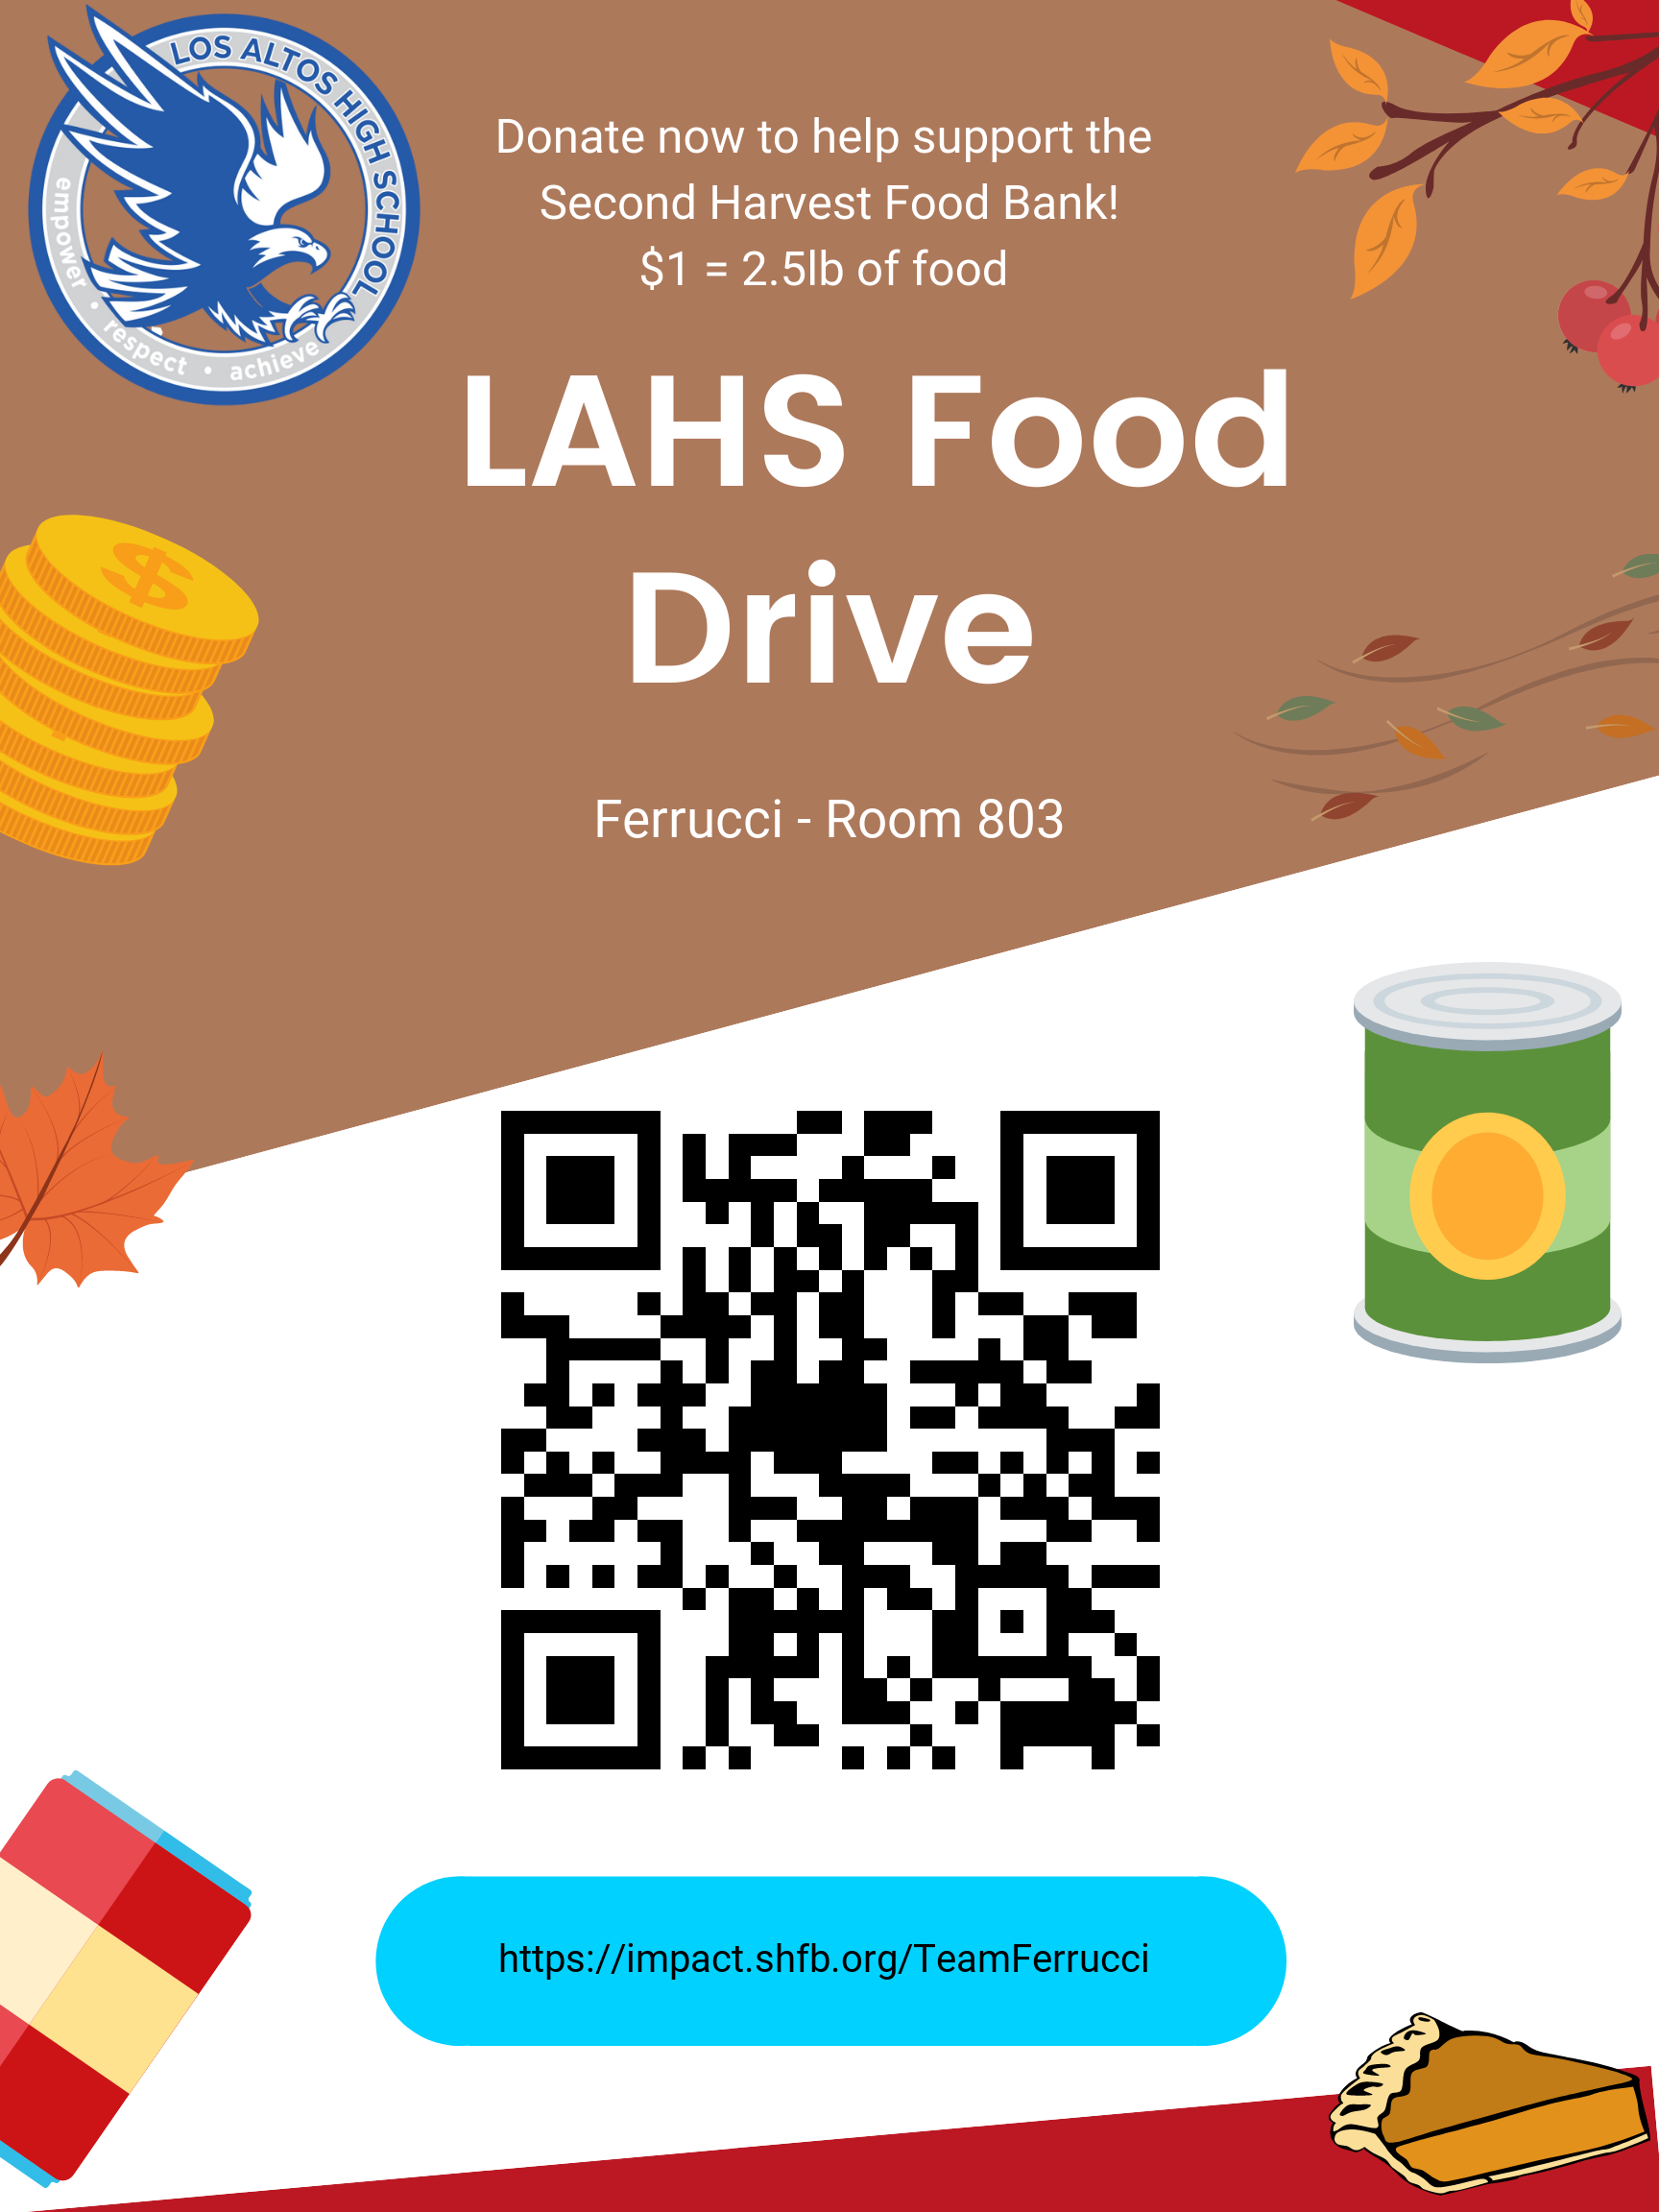 LOS ALTOS HIGH SCHOOL
empower • respect • achieve
Donate now to help support the
Second Harvest Food Bank!
$1 = 2.5lb of food
LAHS Food
Drive
$
Ferrucci - Room 803
https://impact.shfb.org/TeamFerrucci